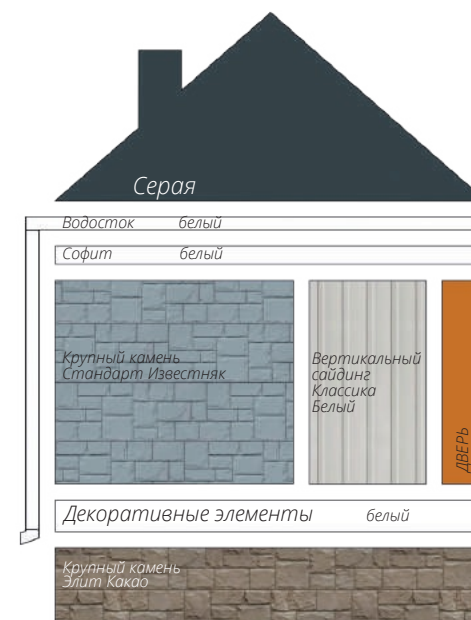 Серая
Водосток белый
Софит белый
Крупный камень
Стандарт Известняк
Вертикальный
сайдинг
Классика
Белый
ДВЕРЬ
Декоративные элементы белый
Крупный камень
Элит Какао